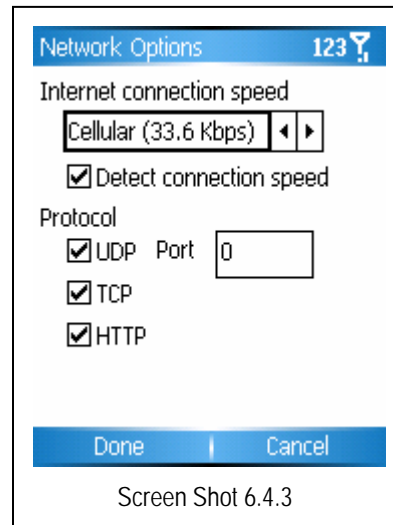 Network Options 123
Internet connection speed
Cellular (33.6 Kbps)
Detect connection speed
Protocol
UDP Port 0
TCP
HTTP
Done Cancel
Screen Shot 6.4.3